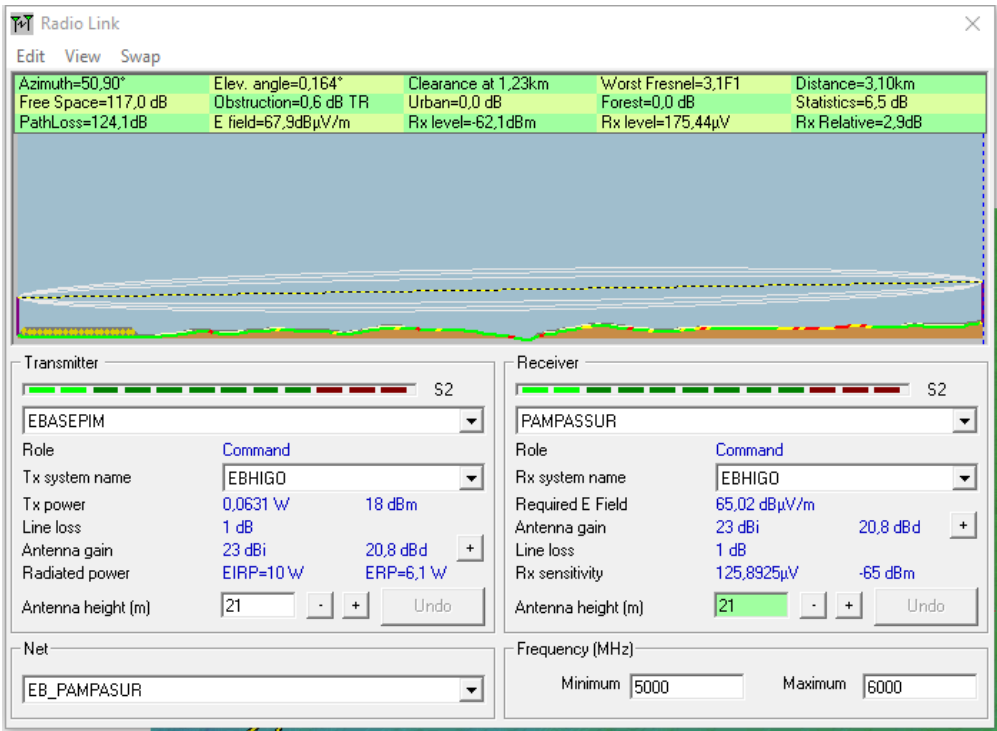 Radio Link
Edit View Swap
Azimuth=50,90° Elev. angle=0,164° Clearance at 1,23km Worst Fresnel=3,1F1 Distance=3,10km
Free Space=117,0 dB Obstruction=0,6 dB TR Urban=0,0 dB Forest=0,0 dB Statistics=6,5 dB
PathLoss=124,1dB E field=67,9dBµV/m Rx level=-62,1dBm Rx level=175,44µV Rx Relative=2,9dB
Transmitter
S2
EBASEPIM
Role Command
Tx system name EBHIGO
Tx power 0,0631 W 18 dBm
Line loss 1 dB
Antenna gain 23 dBi 20,8 dBd +
Radiated power EIRP=10 W ERP=6,1 W
Antenna height (m) 21 - + Undo
Net
EB_PAMPASUR
Receiver
S2
PAMPASSUR
Role Command
Rx system name EBHIGO
Required E Field 65,02 dBµV/m
Antenna gain 23 dBi 20,8 dBd +
Line loss 1 dB
Rx sensitivity 125,8925µV -65 dBm
Antenna height (m) 21 - + Undo
Frequency (MHz)
Minimum 5000 Maximum 6000